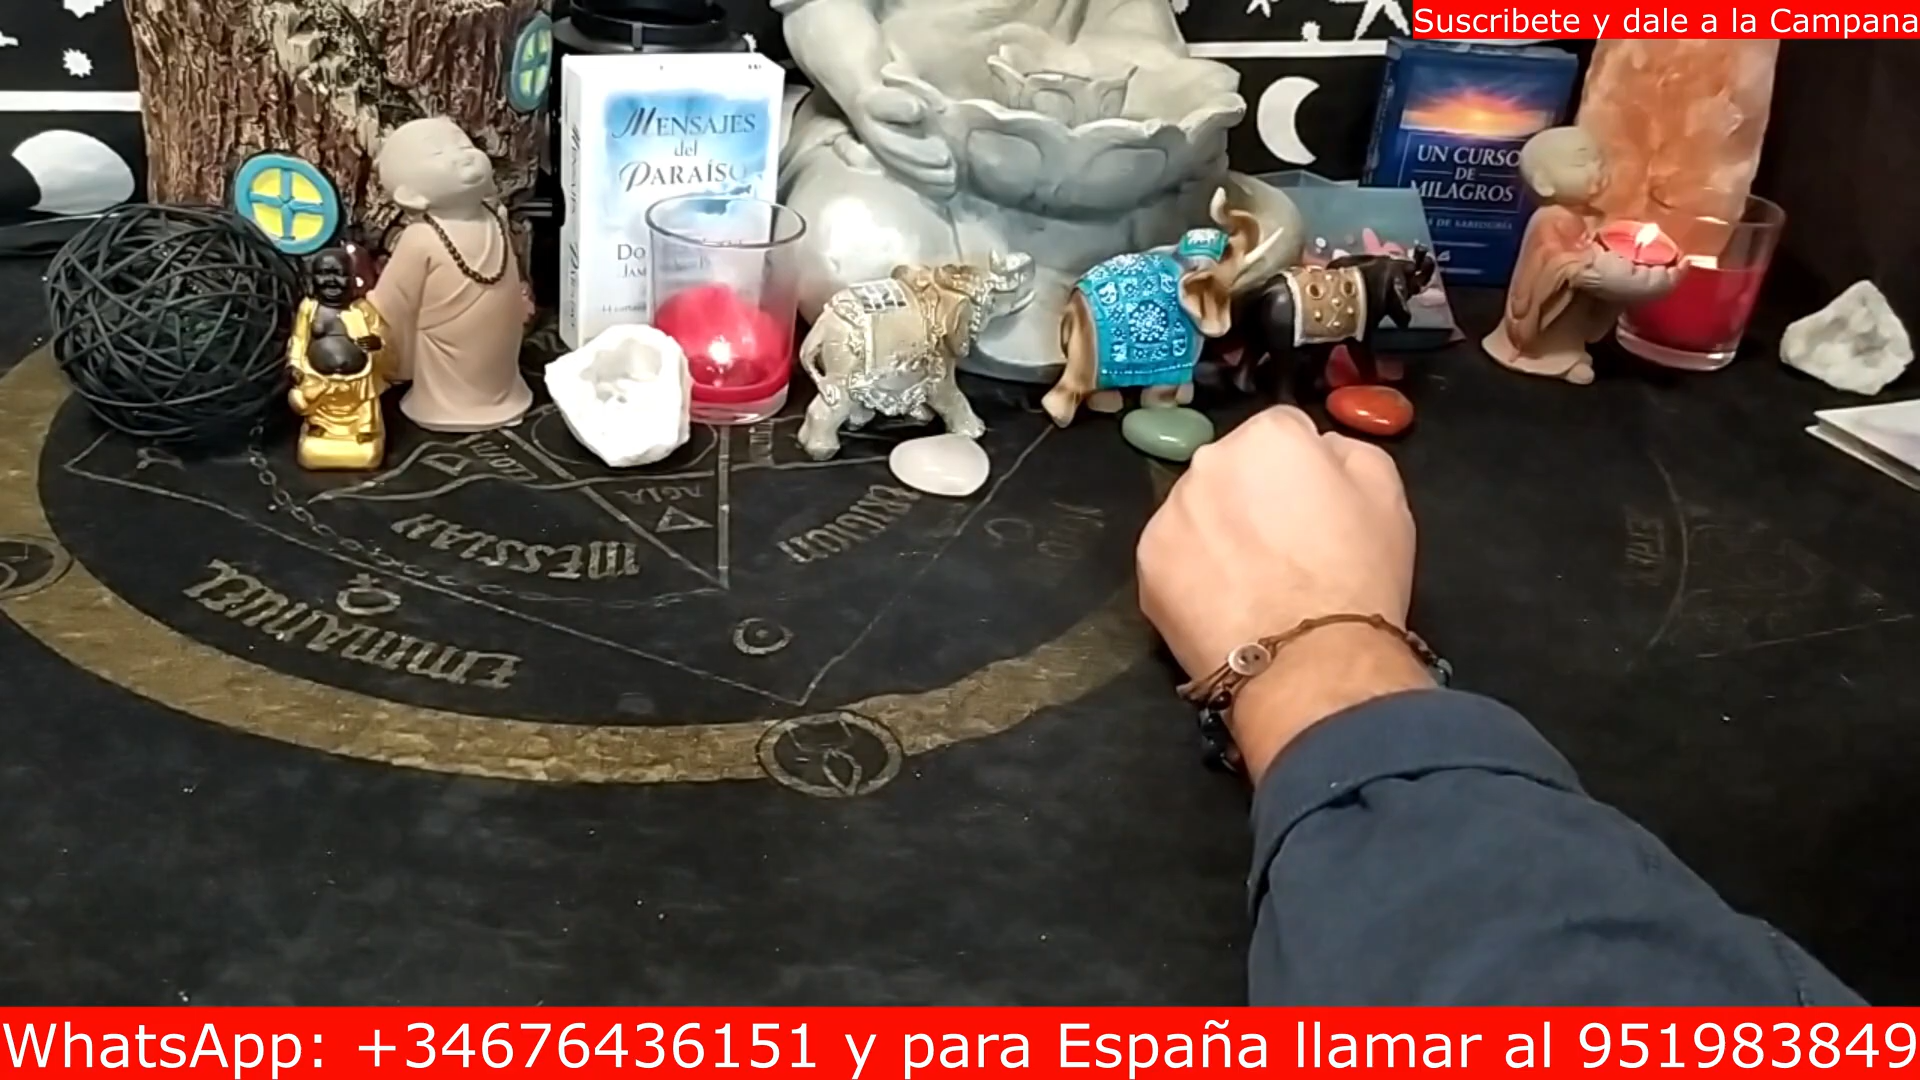 Suscribete y dale a la Campana
MENSAJES
del
PARAÍSO
UN CURSO
DE
MILAGROS
AGLA
MESSIAH
EMMANUEL
WhatsApp: +34676436151 y para España llamar al 951983849